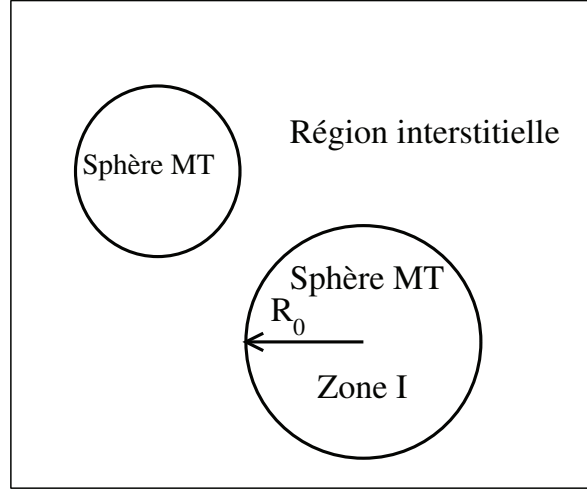 Région interstitielle
Sphère MT
Sphère MT
R₀
Zone I